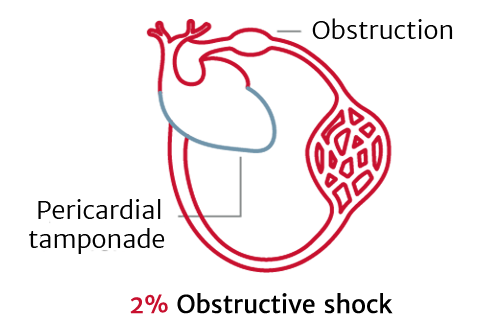 Obstruction
Pericardial
tamponade
2% Obstructive shock